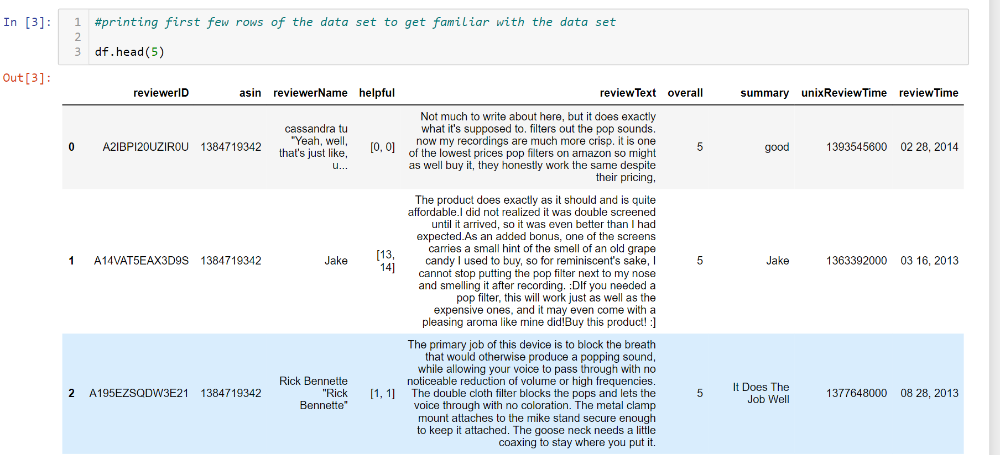 In [3]:
1 #printing first few rows of the data set to get familiar with the data set
2
3 df.head(5)
Out[3]:
reviewerID asin reviewerName helpful reviewText overall summary unixReviewTime reviewTime
0 A2IBPI20UZIR0U 1384719342
cassandra tu
"Yeah, well,
that's just like,
u...
[0, 0]
Not much to write about here, but it does exactly
what it's supposed to. filters out the pop sounds.
now my recordings are much more crisp. it is one
of the lowest prices pop filters on amazon so might
as well buy it, they honestly work the same despite
their pricing,
5 good 1393545600 02 28, 2014
1 A14VAT5EAX3D9S 1384719342 Jake
[13,
14]
The product does exactly as it should and is quite
affordable.I did not realized it was double screened
until it arrived, so it was even better than I had
expected.As an added bonus, one of the screens
carries a small hint of the smell of an old grape
candy I used to buy, so for reminiscent's sake, I
cannot stop putting the pop filter next to my nose
and smelling it after recording. :DIf you needed a
pop filter, this will work just as well as the
expensive ones, and it may even come with a
pleasing aroma like mine did!Buy this product! :]
5 Jake 1363392000 03 16, 2013
2 A195EZSQDW3E21 1384719342
Rick Bennette
"Rick
Bennette"
[1, 1]
The primary job of this device is to block the breath
that would otherwise produce a popping sound,
while allowing your voice to pass through with no
noticeable reduction of volume or high frequencies.
The double cloth filter blocks the pops and lets the
voice through with no coloration. The metal clamp
mount attaches to the mike stand secure enough
to keep it attached. The goose neck needs a little
coaxing to stay where you put it.
5
It Does The
Job Well
1377648000 08 28, 2013